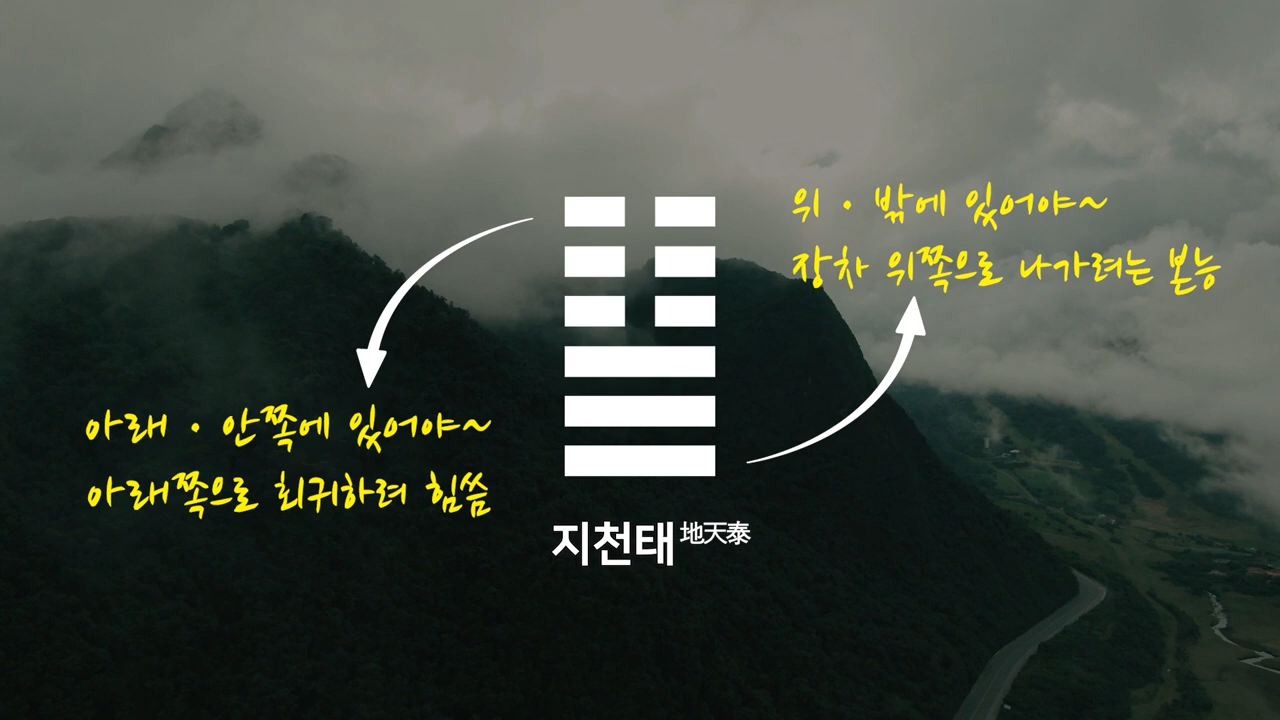 위 · 밖에 있어야~
장차 위쪽으로 나가려는 본능
아래 · 안쪽에 있어야~
아래쪽으로 회귀하려 힘씀
지천태 地天泰